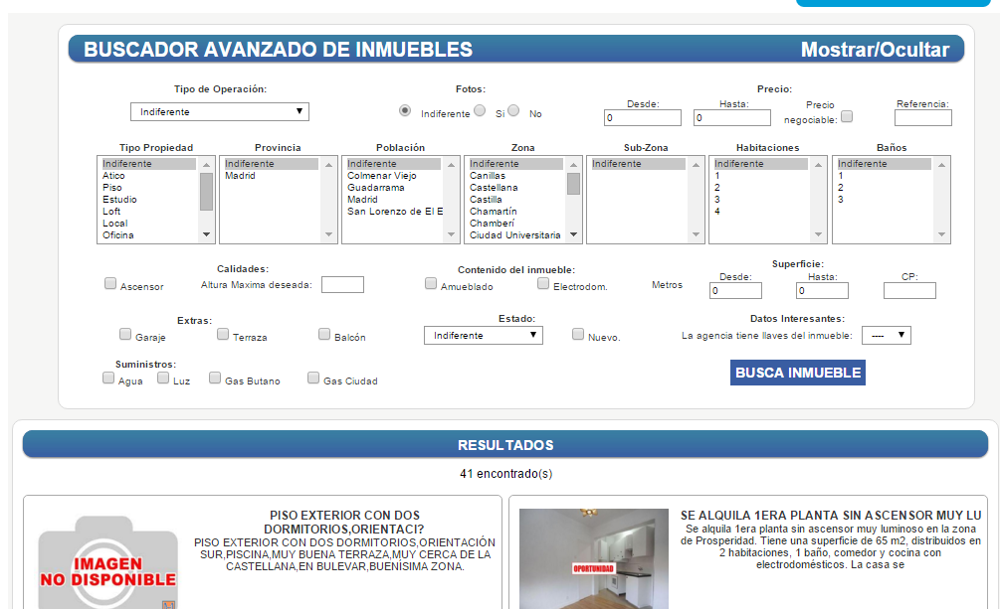 BUSCADOR AVANZADO DE INMUEBLES Mostrar/Ocultar
Tipo de Operación: Fotos: Precio:
Indiferente Indiferente Si No Desde: Hasta: Precio negociable: Referencia:
0 0
Tipo Propiedad Provincia Población Zona Sub-Zona Habitaciones Baños
Indiferente Indiferente Indiferente Indiferente Indiferente Indiferente Indiferente
Atico Madrid Colmenar Viejo Canillas 1 1
Piso Guadarrama Castellana 2 2
Estudio Madrid Castilla 3 3
Loft San Lorenzo de El E Chamartín 4
Local Chamberí
Oficina Ciudad Universitaria
Calidades: Contenido del inmueble: Superficie:
Ascensor Altura Maxima deseada: Amueblado Electrodom. Metros Desde: Hasta: CP:
0 0
Extras: Estado: Datos Interesantes:
Garaje Terraza Balcón Indiferente Nuevo. La agencia tiene llaves del inmueble: ----
Suministros:
Agua Luz Gas Butano Gas Ciudad
BUSCA INMUEBLE
RESULTADOS
41 encontrado(s)
PISO EXTERIOR CON DOS
DORMITORIOS,ORIENTACI?
PISO EXTERIOR CON DOS DORMITORIOS,ORIENTACIÓN
SUR,PISCINA,MUY BUENA TERRAZA,MUY CERCA DE LA
CASTELLANA,EN BULEVAR,BUENÍSIMA ZONA.
IMAGEN
NO DISPONIBLE
SE ALQUILA 1ERA PLANTA SIN ASCENSOR MUY LU
Se alquila 1era planta sin ascensor muy luminoso en la zona
de Prosperidad. Tiene una superficie de 65 m2, distribuidos en
2 habitaciones, 1 baño, comedor y cocina con
electrodomésticos. La casa se
OPORTUNIDAD